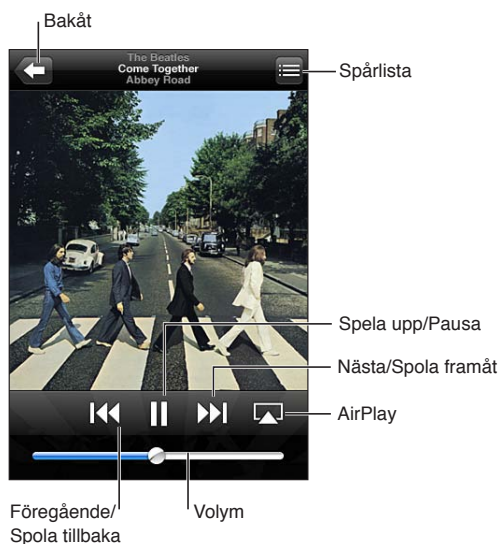 Bakåt
The Beatles
Come Together
Abbey Road
Spårlista
Spela upp/Pausa
Nästa/Spola framåt
AirPlay
Föregående/
Spola tillbaka
Volym